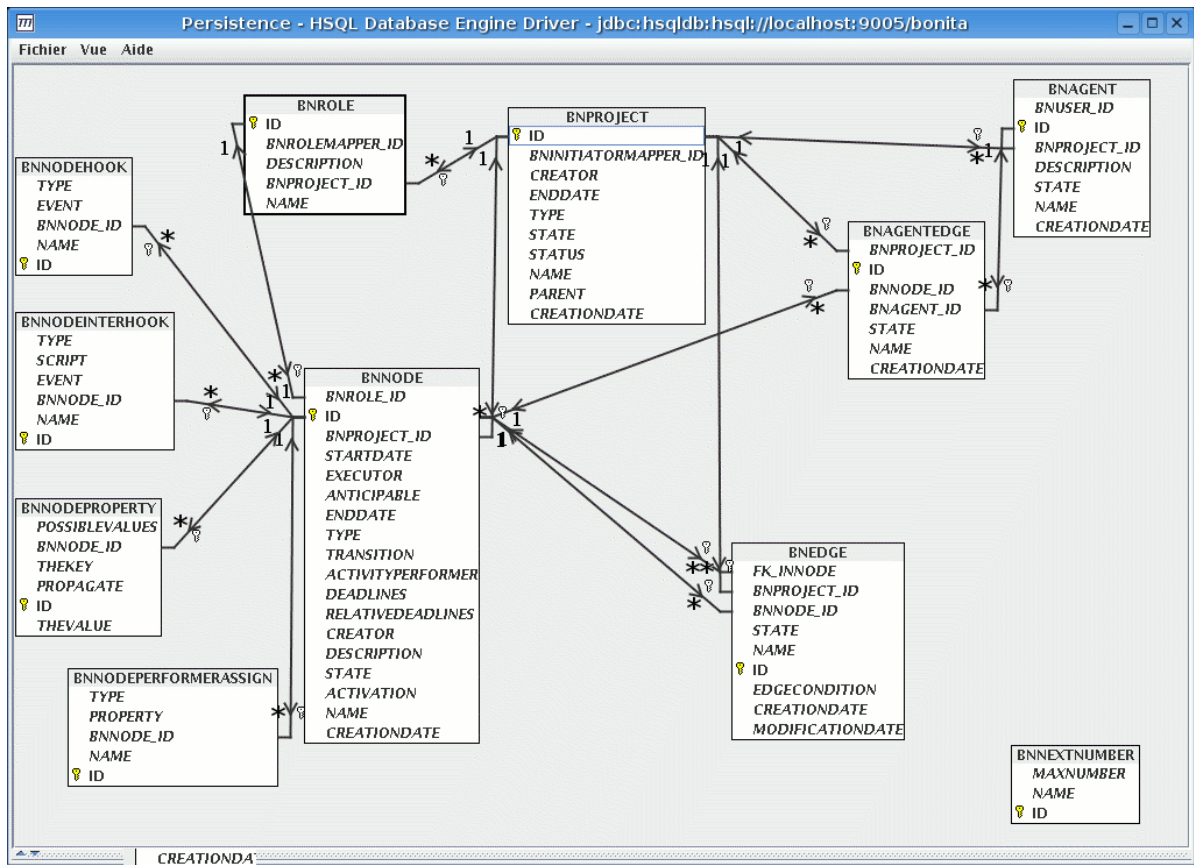 Persistence - HSQL Database Engine Driver - jdbc:hsqldb:hsql://localhost:9005/bonita
Fichier Vue Aide
BNROLE
ID
BNROLEMAPPER_ID
DESCRIPTION
BNPROJECT_ID
NAME
BNPROJECT
ID
BNINITIATORMAPPER_ID
CREATOR
ENDDATE
TYPE
STATE
STATUS
NAME
PARENT
CREATIONDATE
BNAGENT
BNUSER_ID
ID
BNPROJECT_ID
DESCRIPTION
STATE
NAME
CREATIONDATE
BNNODEHOOK
TYPE
EVENT
BNNODE_ID
NAME
ID
BNAGENTEDGE
BNPROJECT_ID
ID
BNNODE_ID
BNAGENT_ID
STATE
NAME
CREATIONDATE
BNNODEINTERHOOK
TYPE
SCRIPT
EVENT
BNNODE_ID
NAME
ID
BNNODE
BNROLE_ID
ID
BNPROJECT_ID
STARTDATE
EXECUTOR
ANTICIPABLE
ENDDATE
TYPE
TRANSITION
ACTIVITYPERFORMER
DEADLINES
RELATIVEDEADLINES
CREATOR
DESCRIPTION
STATE
ACTIVATION
NAME
CREATIONDATE
BNNODEPROPERTY
POSSIBLEVALUES
BNNODE_ID
THEKEY
PROPAGATE
ID
THEVALUE
BNEDGE
FK_INNODE
BNPROJECT_ID
BNNODE_ID
STATE
NAME
ID
EDGECONDITION
CREATIONDATE
MODIFICATIONDATE
BNNODEPERFORMERASSIGN
TYPE
PROPERTY
BNNODE_ID
NAME
ID
BNNEXTNUMBER
MAXNUMBER
NAME
ID
CREATIONDA